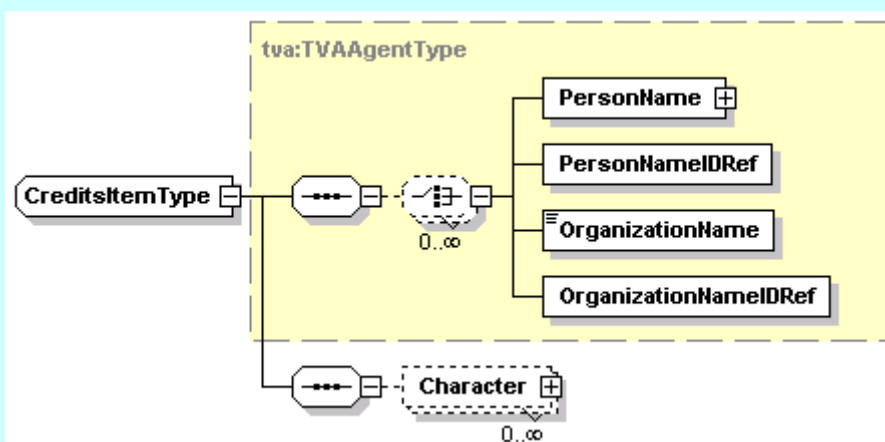 tva:TVAAgentType
PersonName
PersonNameIDRef
CreditsItemType
OrganizationName
0..∞
OrganizationNameIDRef
Character
0..∞